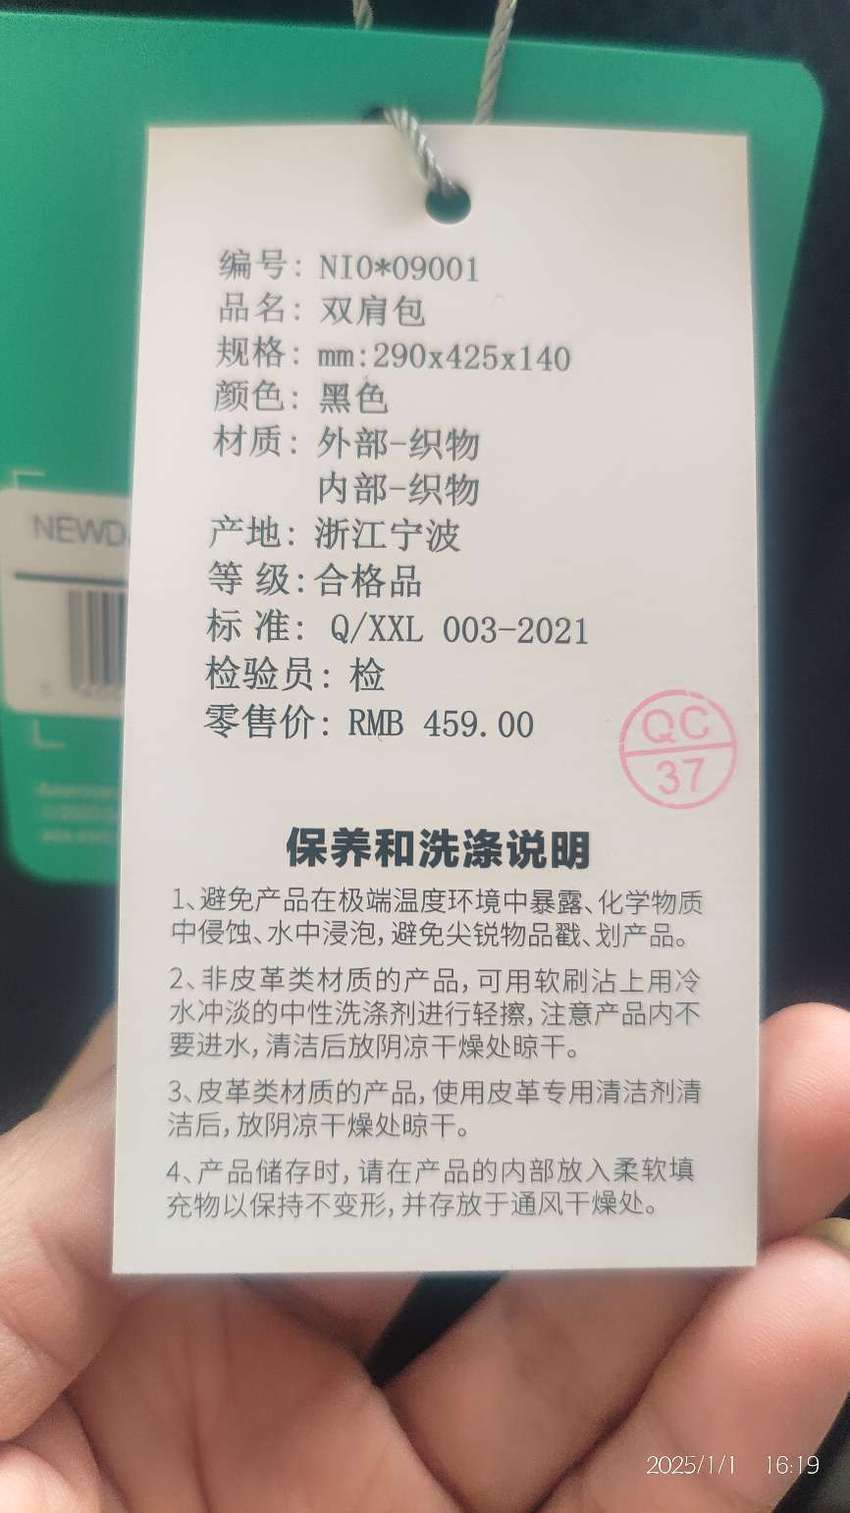 编号: NI0*09001
品名: 双肩包
规格: mm:290x425x140
颜色: 黑色
材质: 外部-织物
内部-织物
产地: 浙江宁波
等 级: 合格品
标 准: Q/XXL 003-2021
检验员: 检
零售价: RMB 459.00
QC
37
NEWD
保养和洗涤说明
1、避免产品在极端温度环境中暴露、化学物质
中侵蚀、水中浸泡，避免尖锐物品戳、划产品。
2、非皮革类材质的产品，可用软刷沾上用冷
水冲淡的中性洗涤剂进行轻擦，注意产品内不
要进水，清洁后放阴凉干燥处晾干。
3、皮革类材质的产品，使用皮革专用清洁剂清
洁后，放阴凉干燥处晾干。
4、产品储存时，请在产品的内部放入柔软填
充物以保持不变形，并存放于通风干燥处。
2025/1/1 16:19